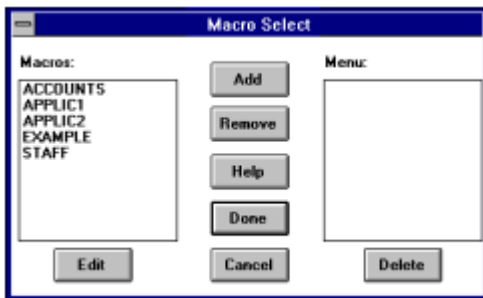 Macro Select
Macros:
Menu:
ACCOUNTS
APPLIC1
APPLIC2
EXAMPLE
STAFF
Add
Remove
Help
Done
Edit
Cancel
Delete